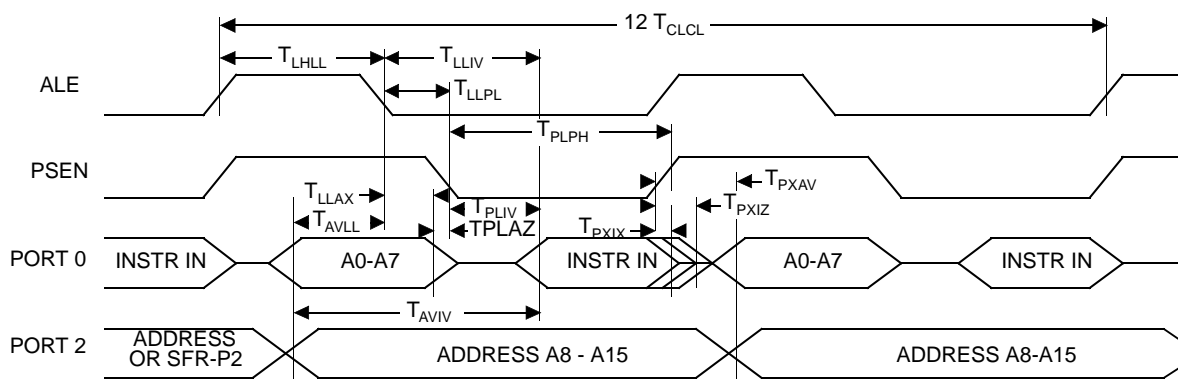 12 TCLCL
TLHLL
TLLIV
ALE
TLLPL
TPLPH
PSEN
TLLAX
TPXAV
TAVLL
TPLIV
TPXIZ
TPLAZ
TPXIX
PORT 0
INSTR IN
A0-A7
INSTR IN
A0-A7
INSTR IN
TAVIV
PORT 2
ADDRESS
OR SFR-P2
ADDRESS A8 - A15
ADDRESS A8-A15